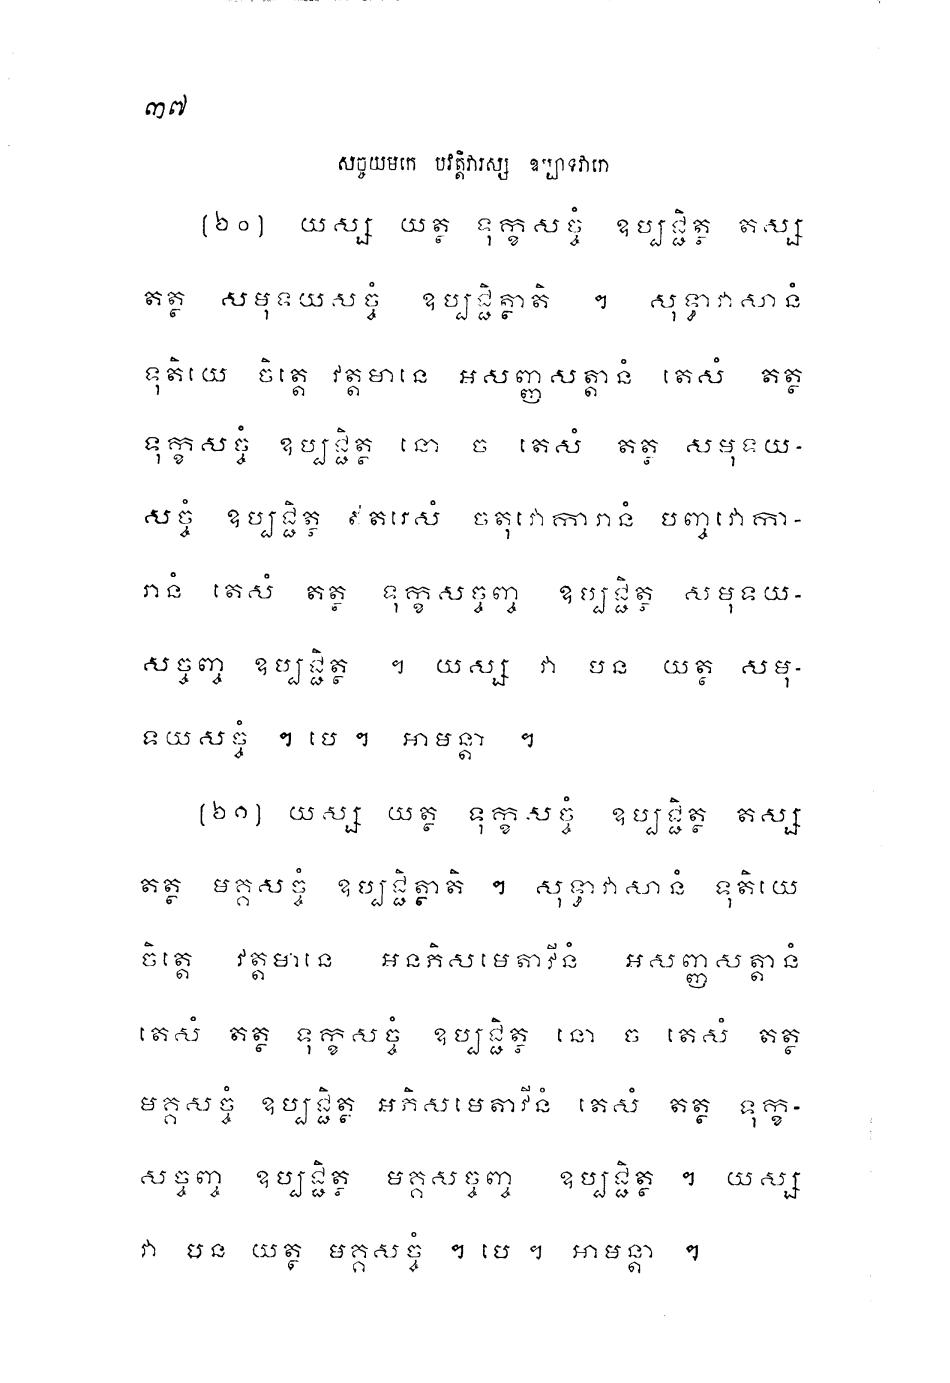 ៣៧
សច្ចយមកេ បវត្តិវារស្ស ឧប្បាទវារោ
(៦០) យស្ស យត្ថ ទុក្ខសច្ចំ ឧប្បជ្ជិត្ថ តស្ស
តត្ថ សមុទយសច្ចំ ឧប្បជ្ជិត្ថាតិ ។ សុទ្ធាវាសានំ
ទុតិយេ ចិត្តេ វត្តមានេ អសញ្ញសត្តានំ តេសំ តត្ថ
ទុក្ខសច្ចំ ឧប្បជ្ជិត្ថ នោ ច តេសំ តត្ថ សមុទយ-
សច្ចំ ឧប្បជ្ជិត្ថ ឥតរេសំ ចតុវោការានំ បញ្ចវោកា-
រានំ តេសំ តត្ថ ទុក្ខសច្ចញ្ច ឧប្បជ្ជិត្ថ សមុទយ-
សច្ចញ្ច ឧប្បជ្ជិត្ថ ។ យស្ស វា បន យត្ថ សមុ-
ទយសច្ចំ ។ បេ ។ អាមន្តា ។
(៦១) យស្ស យត្ថ ទុក្ខសច្ចំ ឧប្បជ្ជិត្ថ តស្ស
តត្ថ មគ្គសច្ចំ ឧប្បជ្ជិត្ថាតិ ។ សុទ្ធាវាសានំ ទុតិយេ
ចិត្តេ វត្តមានេ អនភិសមេតាវីនំ អសញ្ញសត្តានំ
តេសំ តត្ថ ទុក្ខសច្ចំ ឧប្បជ្ជិត្ថ នោ ច តេសំ តត្ថ
មគ្គសច្ចំ ឧប្បជ្ជិត្ថ អភិសមេតាវីនំ តេសំ តត្ថ ទុក្ខ-
សច្ចញ្ច ឧប្បជ្ជិត្ថ មគ្គសច្ចញ្ច ឧប្បជ្ជិត្ថ ។ យស្ស
វា បន យត្ថ មគ្គសច្ចំ ។ បេ ។ អាមន្តា ។